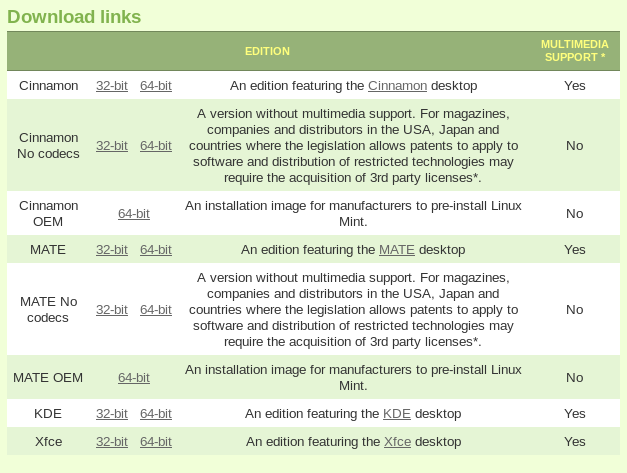 Download links
EDITION
MULTIMEDIA
SUPPORT *
Cinnamon 32-bit 64-bit An edition featuring the Cinnamon desktop Yes
Cinnamon
No codecs
32-bit 64-bit
A version without multimedia support. For magazines,
companies and distributors in the USA, Japan and
countries where the legislation allows patents to apply to
software and distribution of restricted technologies may
require the acquisition of 3rd party licenses*.
No
Cinnamon
OEM
64-bit
An installation image for manufacturers to pre-install Linux
Mint.
No
MATE 32-bit 64-bit An edition featuring the MATE desktop Yes
MATE No
codecs
32-bit 64-bit
A version without multimedia support. For magazines,
companies and distributors in the USA, Japan and
countries where the legislation allows patents to apply to
software and distribution of restricted technologies may
require the acquisition of 3rd party licenses*.
No
MATE OEM
64-bit
An installation image for manufacturers to pre-install Linux
Mint.
No
KDE 32-bit 64-bit An edition featuring the KDE desktop Yes
Xfce 32-bit 64-bit An edition featuring the Xfce desktop Yes